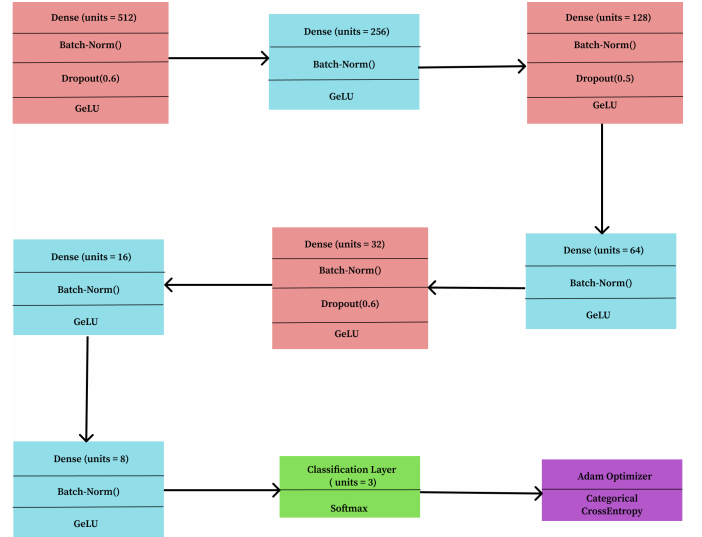 Dense (units = 512)
Batch-Norm()
Dropout(0.6)
GeLU
Dense (units = 256)
Batch-Norm()
GeLU
Dense (units = 128)
Batch-Norm()
Dropout(0.5)
GeLU
Dense (units = 64)
Batch-Norm()
GeLU
Dense (units = 32)
Batch-Norm()
Dropout(0.6)
GeLU
Dense (units = 16)
Batch-Norm()
GeLU
Dense (units = 8)
Batch-Norm()
GeLU
Classification Layer
( units = 3)
Softmax
Adam Optimizer
Categorical
CrossEntropy